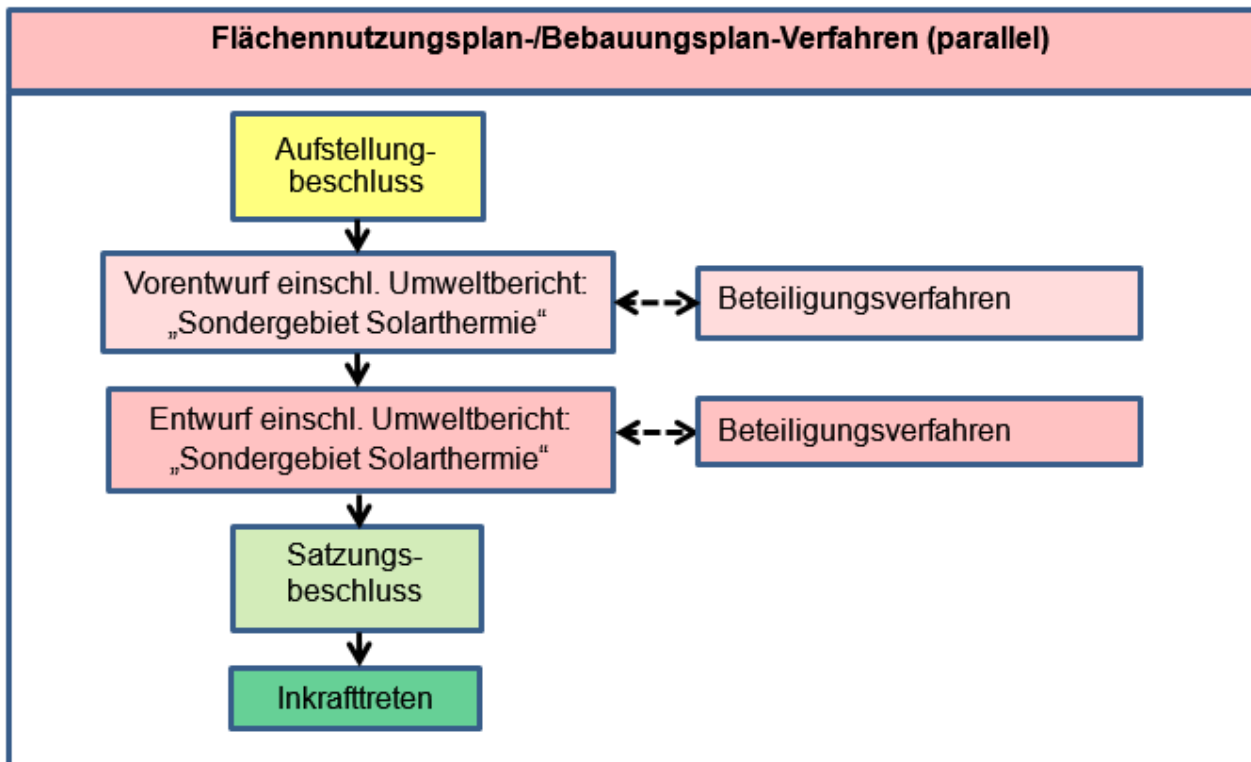 Flächennutzungsplan-/Bebauungsplan-Verfahren (parallel)
Aufstellung-
beschluss
Vorentwurf einschl. Umweltbericht:
„Sondergebiet Solarthermie“
Beteiligungsverfahren
Entwurf einschl. Umweltbericht:
„Sondergebiet Solarthermie“
Beteiligungsverfahren
Satzungs-
beschluss
Inkrafttreten